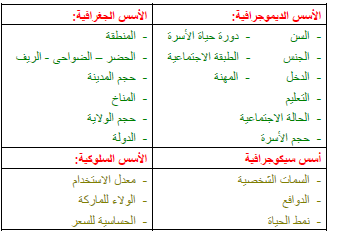 الأسس الديموجرافية:
- السن - دورة حياة الأسرة
- الجنس - الطبقة الاجتماعية
- الدخل - المهنة
- التعليم
- الحالة الاجتماعية
- حجم الأسرة
الأسس الجغرافية:
- المنطقة
- الحضر – الضواحى - الريف
- حجم المدينة
- المناخ
- حجم الولاية
- الدولة
أسس سيكوجرافية
- السمات الشخصية
- الدوافع
- نمط الحياة
الأسس السلوكية:
- معدل الاستخدام
- الولاء للماركة
- الحساسية للسعر